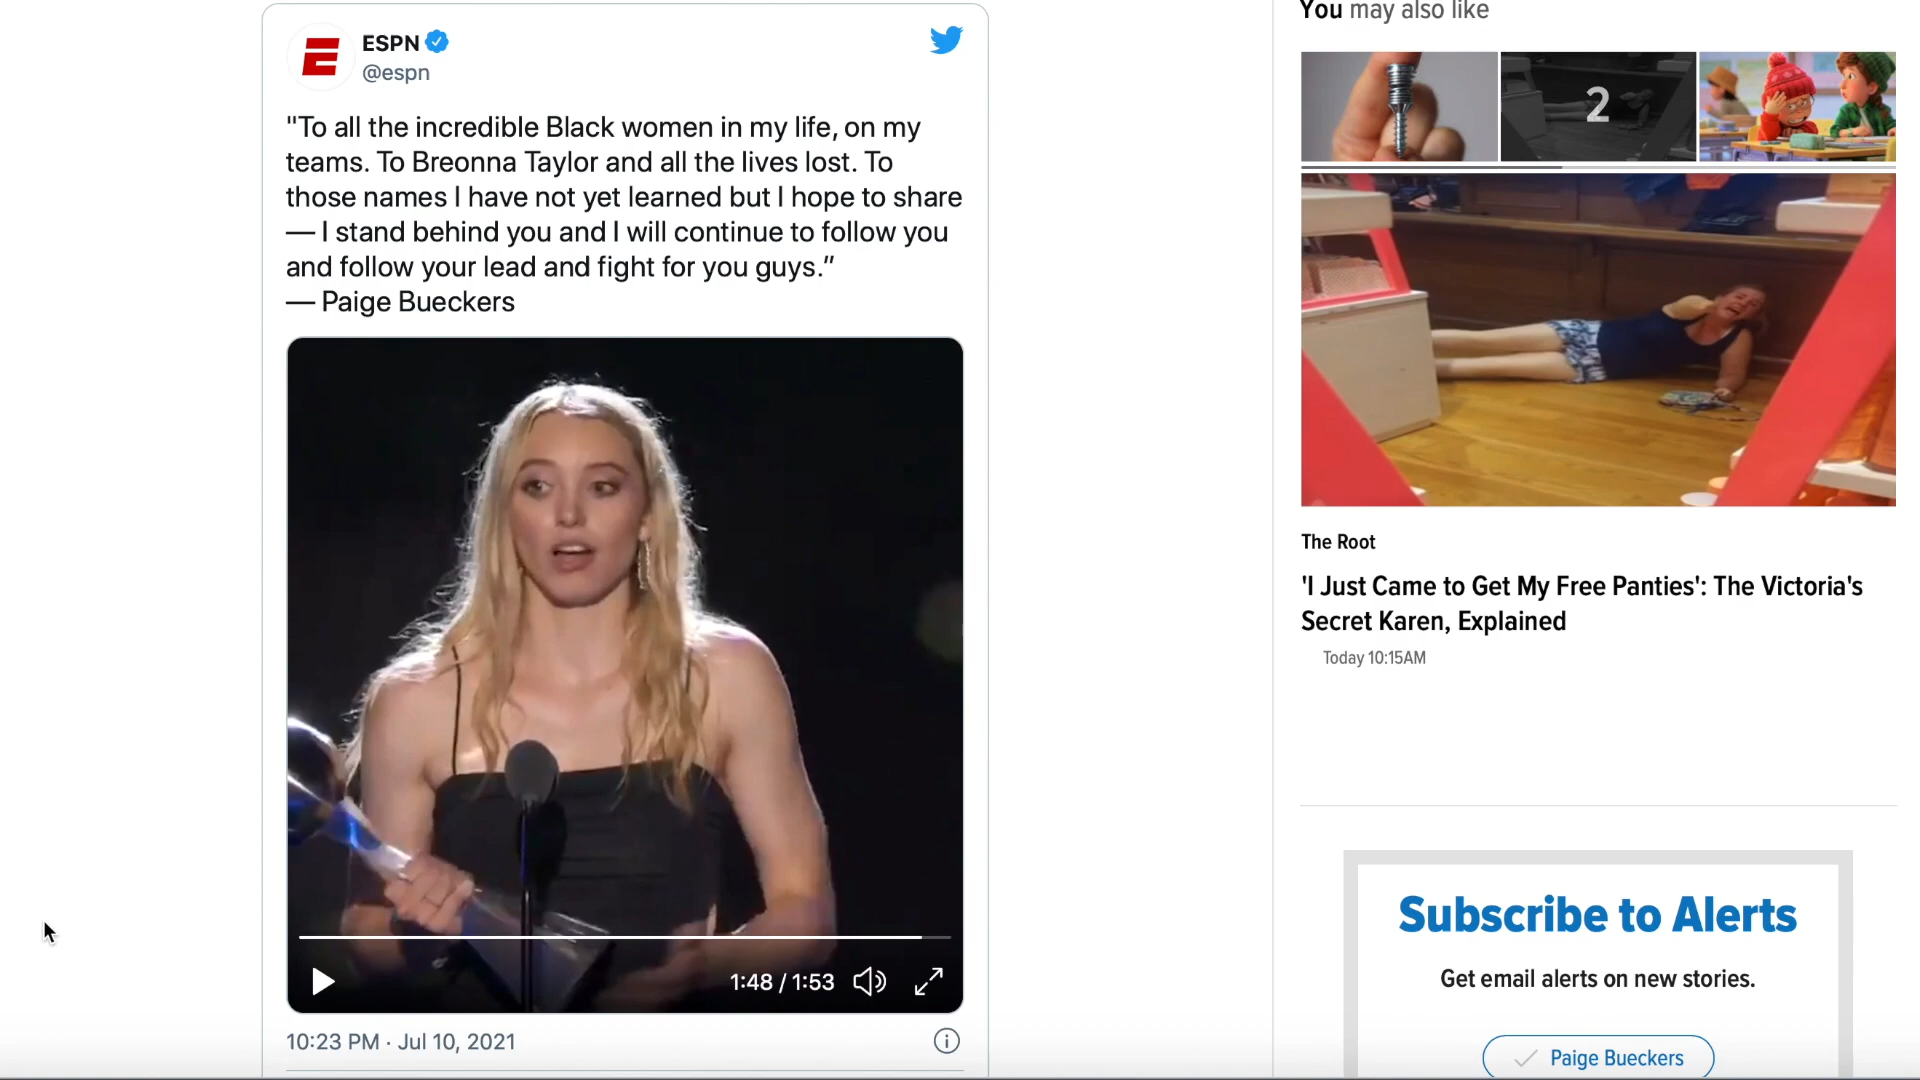 ESPN
@espn
"To all the incredible Black women in my life, on my
teams. To Breonna Taylor and all the lives lost. To
those names I have not yet learned but I hope to share
— I stand behind you and I will continue to follow you
and follow your lead and fight for you guys.”
— Paige Bueckers
1:48 / 1:53
10:23 PM · Jul 10, 2021
You may also like
2
The Root
'I Just Came to Get My Free Panties': The Victoria's
Secret Karen, Explained
Today 10:15AM
Subscribe to Alerts
Get email alerts on new stories.
Paige Bueckers